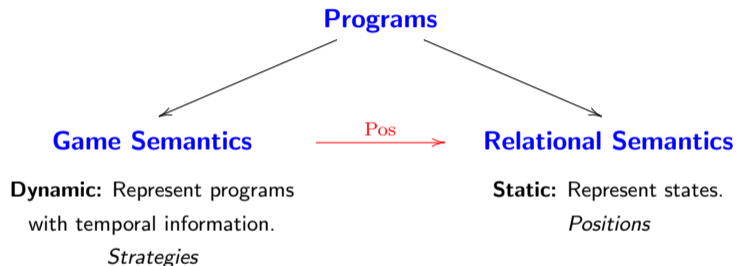 Programs
Game Semantics
Pos
Relational Semantics
Dynamic: Represent programs
with temporal information.
Strategies
Static: Represent states.
Positions